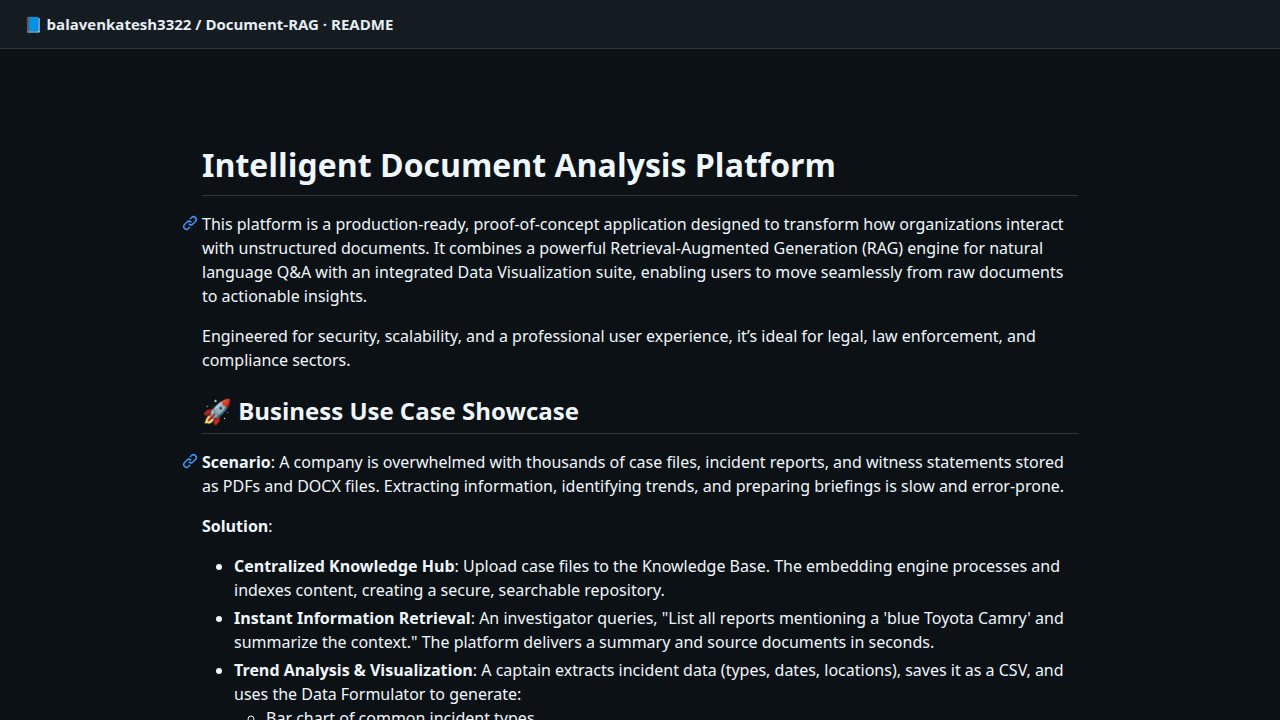 📘 balavenkatesh3322 / Document-RAG · README
Intelligent Document Analysis Platform
This platform is a production-ready, proof-of-concept application designed to transform how organizations interact
with unstructured documents. It combines a powerful Retrieval-Augmented Generation (RAG) engine for natural
language Q&A with an integrated Data Visualization suite, enabling users to move seamlessly from raw documents
to actionable insights.
Engineered for security, scalability, and a professional user experience, it’s ideal for legal, law enforcement, and
compliance sectors.
🚀 Business Use Case Showcase
Scenario: A company is overwhelmed with thousands of case files, incident reports, and witness statements stored
as PDFs and DOCX files. Extracting information, identifying trends, and preparing briefings is slow and error-prone.
Solution:
• Centralized Knowledge Hub: Upload case files to the Knowledge Base. The embedding engine processes and
indexes content, creating a secure, searchable repository.
• Instant Information Retrieval: An investigator queries, "List all reports mentioning a 'blue Toyota Camry' and
summarize the context." The platform delivers a summary and source documents in seconds.
• Trend Analysis & Visualization: A captain extracts incident data (types, dates, locations), saves it as a CSV, and
uses the Data Formulator to generate:
◦ Bar chart of common incident types